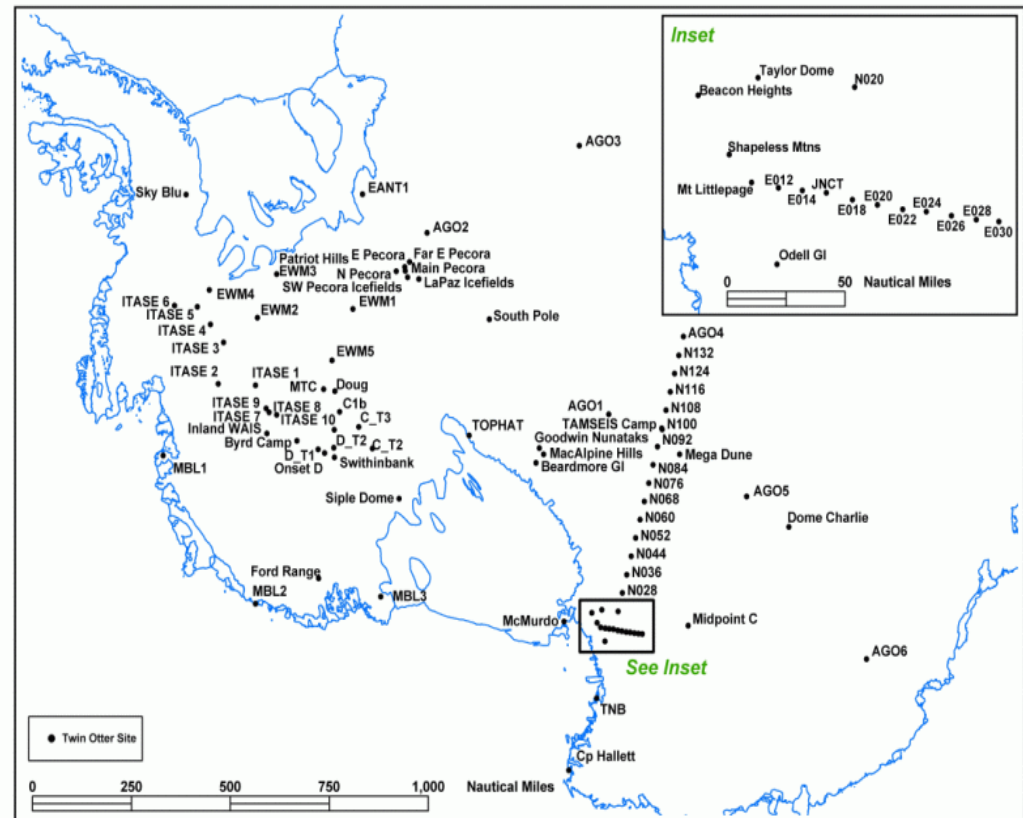 Inset
Taylor Dome
N020
Beacon Heights
Shapeless Mtns
Mt Littlepage
E012
JNCT
E014
E020
E018
E024
E022
E028
E026
E030
Odell Gl
Nautical Miles
0 25 50
AGO3
Sky Blu
EANT1
AGO2
Patriot Hills
E Pecora
Far E Pecora
EWM3
N Pecora
Main Pecora
SW Pecora Icefields
LaPaz Icefields
EWM4
ITASE 6
ITASE 5
EWM1
EWM2
South Pole
ITASE 4
ITASE 3
AGO4
N132
EWM5
N124
ITASE 2
ITASE 1
MTC
Doug
N116
ITASE 9
ITASE 8
C1b
N108
ITASE 7
ITASE 10
C_T3
AGO1
TAMSEIS Camp
N100
Inland WAIS
TOPHAT
Goodwin Nunataks
N092
Byrd Camp
D_T2
C_T2
MacAlpine Hills
Mega Dune
D_T1
Swithinbank
Beardmore Gl
N084
Onset D
MBL1
N076
Siple Dome
N068
AGO5
N060
Dome Charlie
N052
N044
Ford Range
N036
MBL2
MBL3
N028
McMurdo
Midpoint C
See Inset
AGO6
TNB
Twin Otter Site
Cp Hallett
Nautical Miles
0 250 500 750 1,000